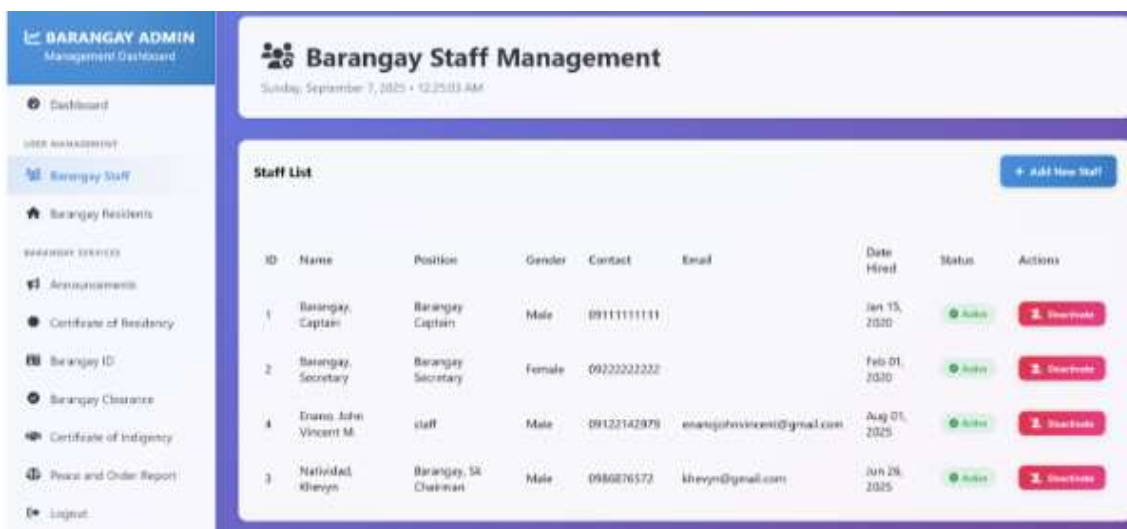 BARANGAY ADMIN
Management Dashboard
Dashboard
USER MANAGEMENT
Barangay Staff
Barangay Residents
BARANGAY SERVICES
Announcements
Certificate of Residency
Barangay ID
Barangay Clearance
Certificate of Indigency
Peace and Order Report
Logout
Barangay Staff Management
Sunday, September 7, 2025 • 12:25:03 AM
Staff List
+ Add New Staff
ID Name Position Gender Contact Email Date Hired Status Actions
1 Barangay, Captain Barangay Captain Male 09111111111 Jan 15, 2020 Active Deactivate
2 Barangay, Secretary Barangay Secretary Female 09222222222 Feb 01, 2020 Active Deactivate
4 Enano, John Vincent M. staff Male 09122142979 enanojohnvincent@gmail.com Aug 01, 2025 Active Deactivate
3 Natividad, Khevyn Barangay, SK Chairman Male 0986876572 khevyn@gmail.com Jun 29, 2025 Active Deactivate